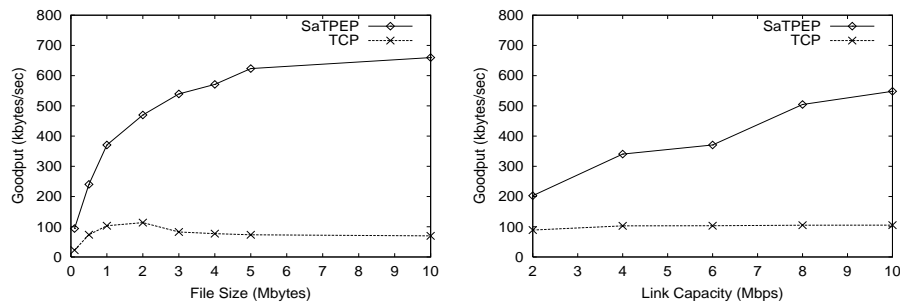 800
700
600
500
400
300
200
100
0
Goodput (kbytes/sec)
SaTPEP
TCP
0 1 2 3 4 5 6 7 8 9 10
File Size (Mbytes)
800
700
600
500
400
300
200
100
0
Goodput (kbytes/sec)
SaTPEP
TCP
2 3 4 5 6 7 8 9 10
Link Capacity (Mbps)